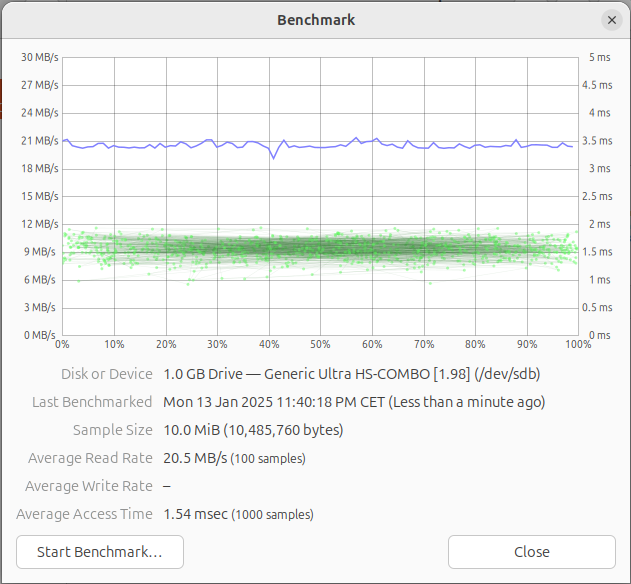 Benchmark
30 MB/s
27 MB/s
24 MB/s
21 MB/s
18 MB/s
15 MB/s
12 MB/s
9 MB/s
6 MB/s
3 MB/s
0 MB/s
5 ms
4.5 ms
4 ms
3.5 ms
3 ms
2.5 ms
2 ms
1.5 ms
1 ms
0.5 ms
0 ms
0% 10% 20% 30% 40% 50% 60% 70% 80% 90% 100%
Disk or Device 1.0 GB Drive — Generic Ultra HS-COMBO [1.98] (/dev/sdb)
Last Benchmarked Mon 13 Jan 2025 11:40:18 PM CET (Less than a minute ago)
Sample Size 10.0 MiB (10,485,760 bytes)
Average Read Rate 20.5 MB/s (100 samples)
Average Write Rate –
Average Access Time 1.54 msec (1000 samples)
Start Benchmark… Close